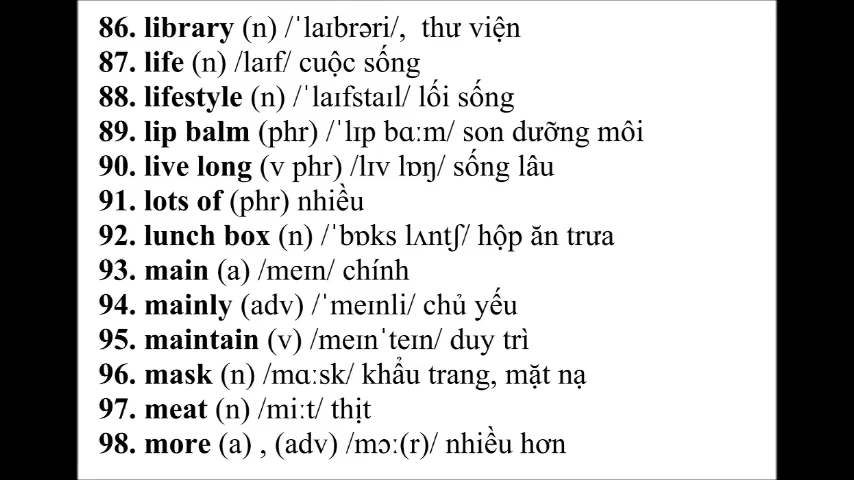 86. library (n) /ˈlaɪbrəri/, thư viện
87. life (n) /laɪf/ cuộc sống
88. lifestyle (n) /ˈlaɪfstaɪl/ lối sống
89. lip balm (phr) /ˈlɪp bɑːm/ son dưỡng môi
90. live long (v phr) /lɪv lɒŋ/ sống lâu
91. lots of (phr) nhiều
92. lunch box (n) /ˈbɒks lʌntʃ/ hộp ăn trưa
93. main (a) /meɪn/ chính
94. mainly (adv) /ˈmeɪnli/ chủ yếu
95. maintain (v) /meɪnˈteɪn/ duy trì
96. mask (n) /mɑːsk/ khẩu trang, mặt nạ
97. meat (n) /miːt/ thịt
98. more (a) , (adv) /mɔː(r)/ nhiều hơn